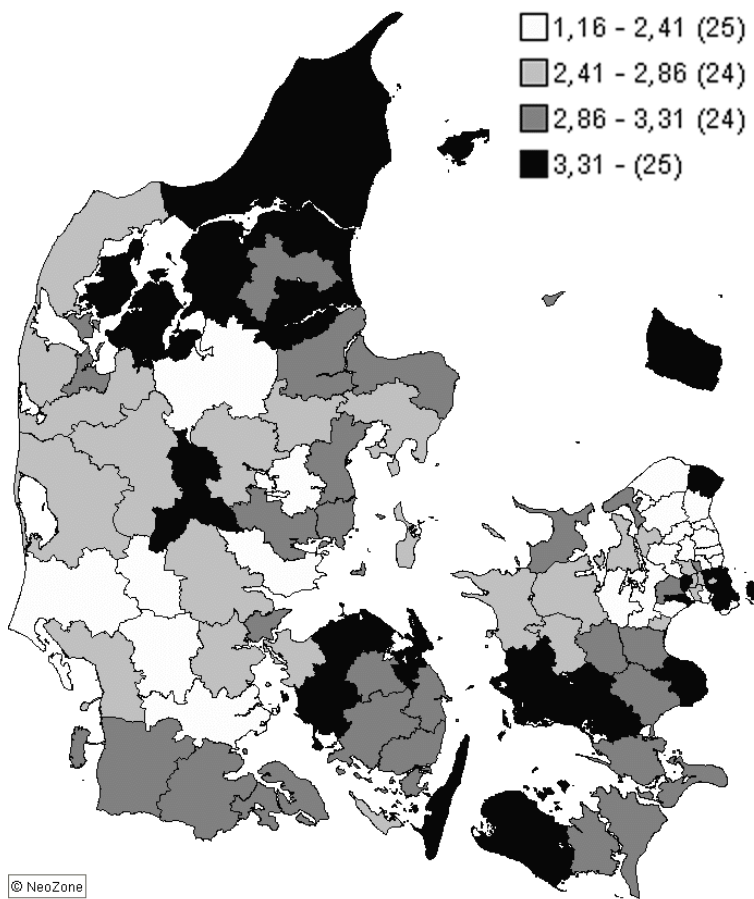 1,16 - 2,41 (25)
2,41 - 2,86 (24)
2,86 - 3,31 (24)
3,31 - (25)
© NeoZone